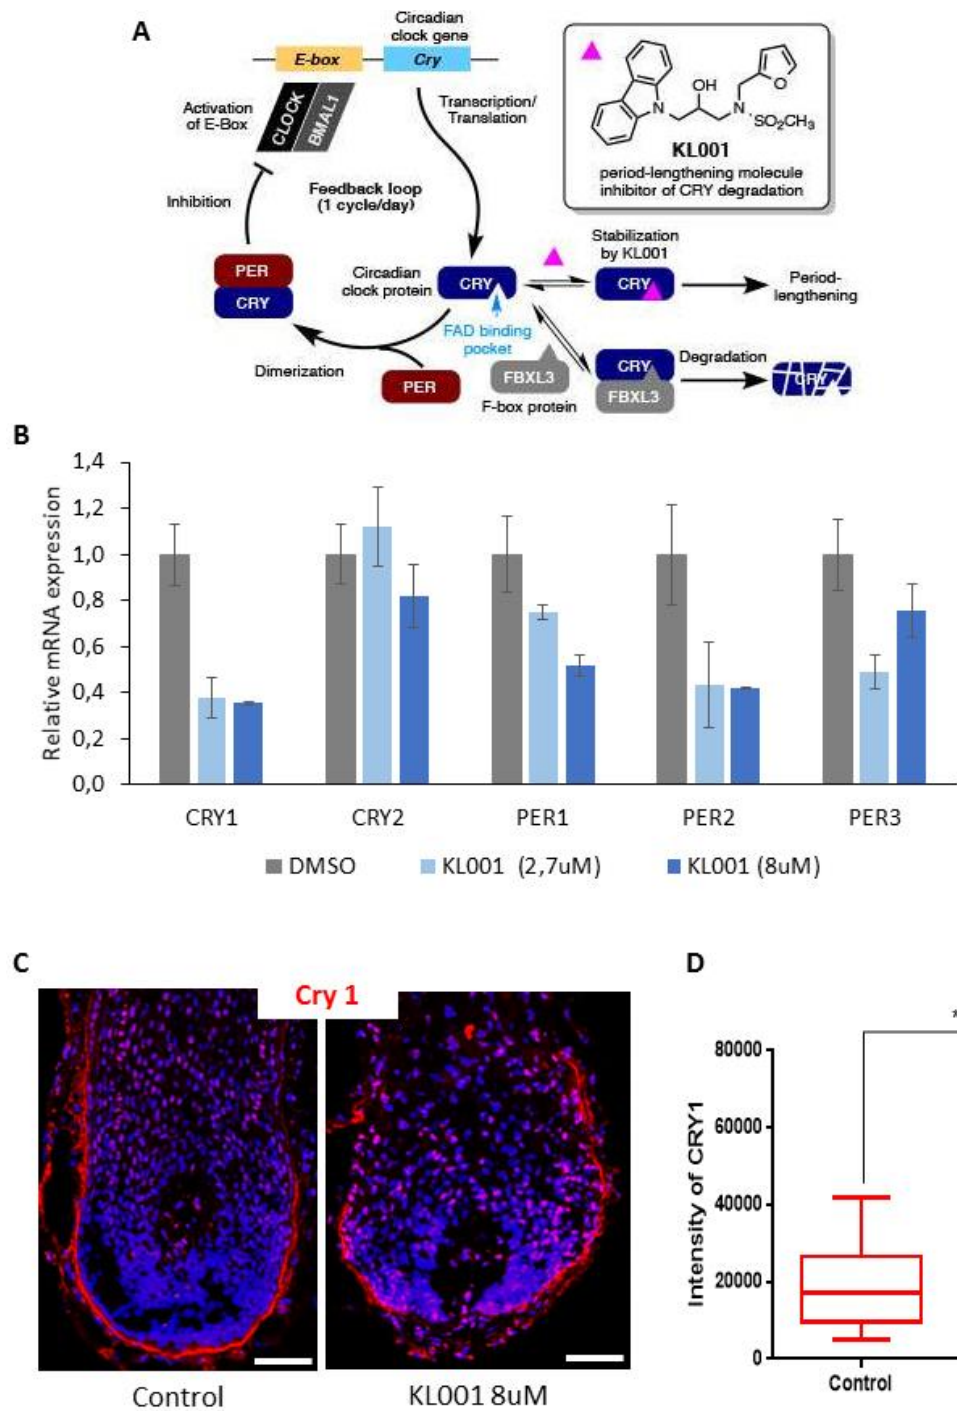 A
Circadian
clock gene
E-box
Cry
Activation
of E-Box
CLOCK
BMAL1
Transcription/
Translation
OH
O
N
N
SO₂CH₃
KL001
period-lengthening molecule
inhibitor of CRY degradation
Feedback loop
(1 cycle/day)
Inhibition
PER
CRY
Circadian
clock protein
CRY
Stabilization
by KL001
CRY
Period-
lengthening
FAD binding
pocket
Dimerization
PER
FBXL3
F-box protein
CRY
FBXL3
Degradation
CRY
B
Relative mRNA expression
1,4
1,2
1,0
0,8
0,6
0,4
0,2
0,0
CRY1
CRY2
PER1
PER2
PER3
DMSO
KL001 (2,7uM)
KL001 (8uM)
C
Cry 1
Control
KL001 8uM
D
*
Intensity of CRY1
80000
60000
40000
20000
0
Control